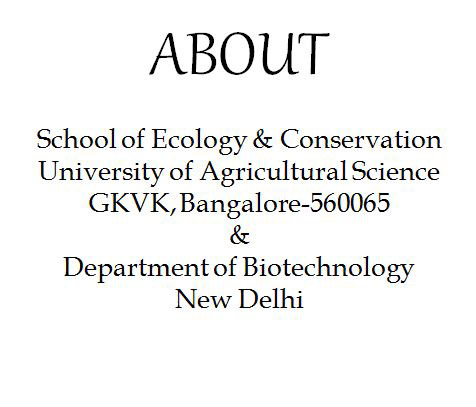 ABOUT
School of Ecology & Conservation
University of Agricultural Science
GKVK, Bangalore-560065
&
Department of Biotechnology
New Delhi